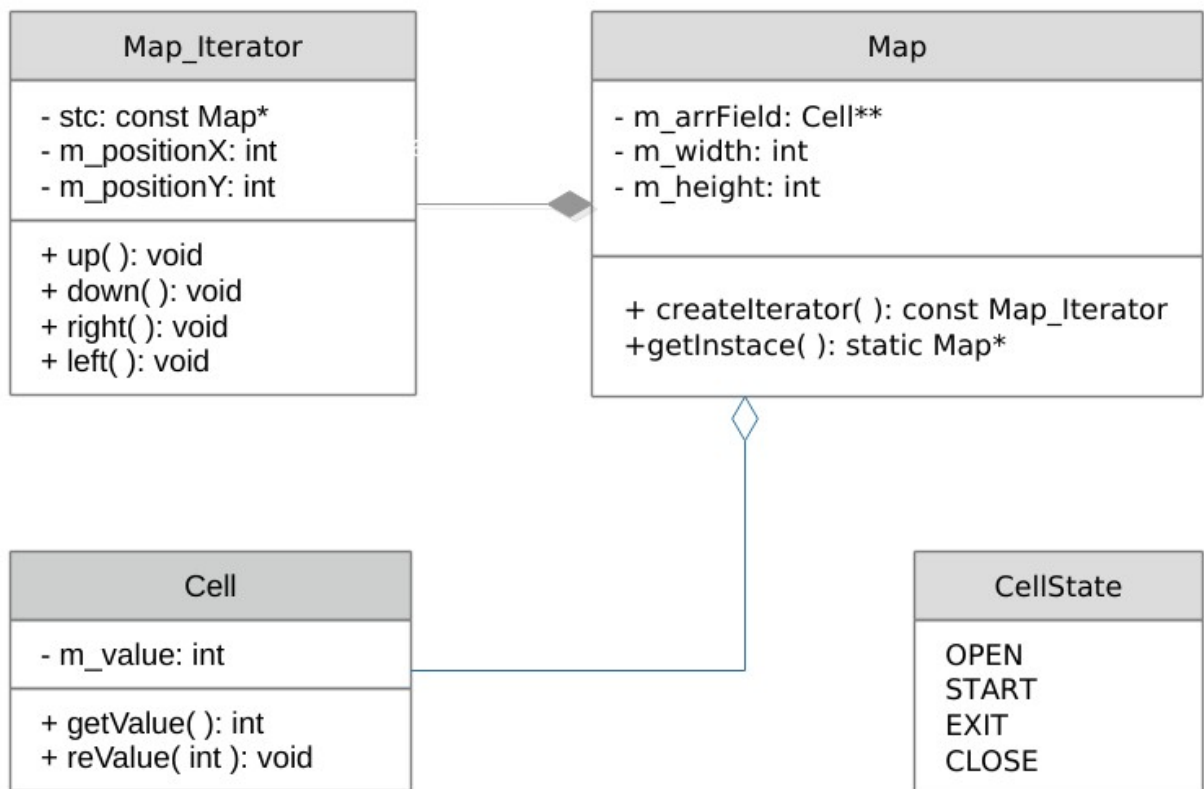 Map_Iterator
- stc: const Map*
- m_positionX: int
- m_positionY: int
+ up( ): void
+ down( ): void
+ right( ): void
+ left( ): void
Map
- m_arrField: Cell**
- m_width: int
- m_height: int
+ createIterator( ): const Map_Iterator
+getInstace( ): static Map*
Cell
- m_value: int
+ getValue( ): int
+ reValue( int ): void
CellState
OPEN
START
EXIT
CLOSE